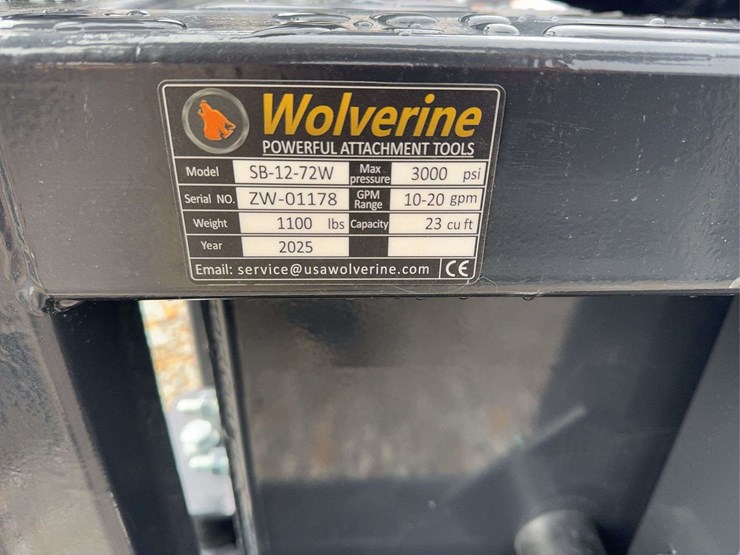 Wolverine
POWERFUL ATTACHMENT TOOLS
Model SB-12-72W Max pressure 3000 psi
Serial NO. ZW-01178 GPM Range 10-20 gpm
Weight 1100 lbs Capacity 23 cu ft
Year 2025
Email: service@usawolverine.com CE